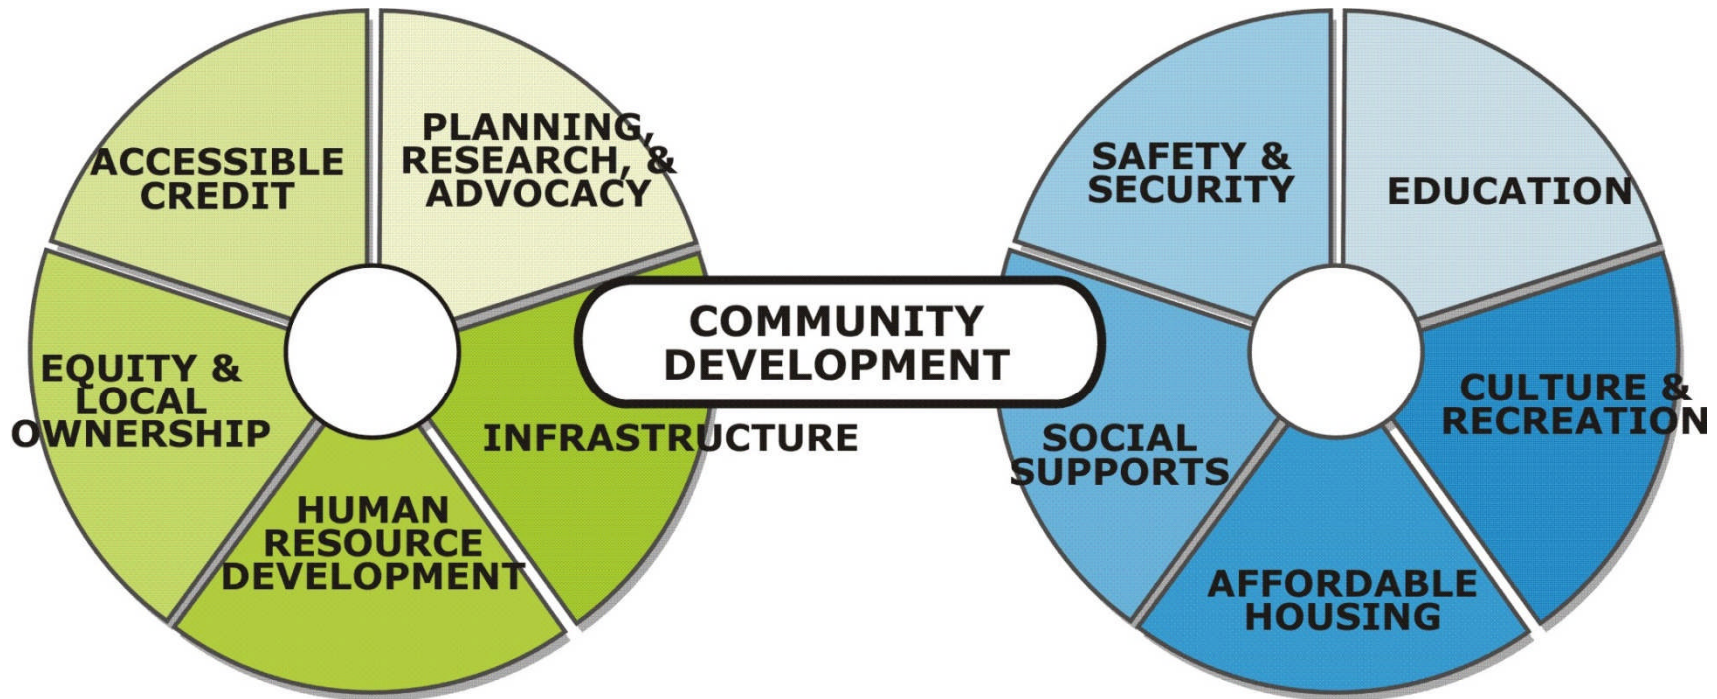 ACCESSIBLE
CREDIT
PLANNING,
RESEARCH, &
ADVOCACY
EQUITY &
LOCAL
OWNERSHIP
INFRASTRUCTURE
HUMAN
RESOURCE
DEVELOPMENT
COMMUNITY
DEVELOPMENT
SAFETY &
SECURITY
EDUCATION
SOCIAL
SUPPORTS
CULTURE &
RECREATION
AFFORDABLE
HOUSING